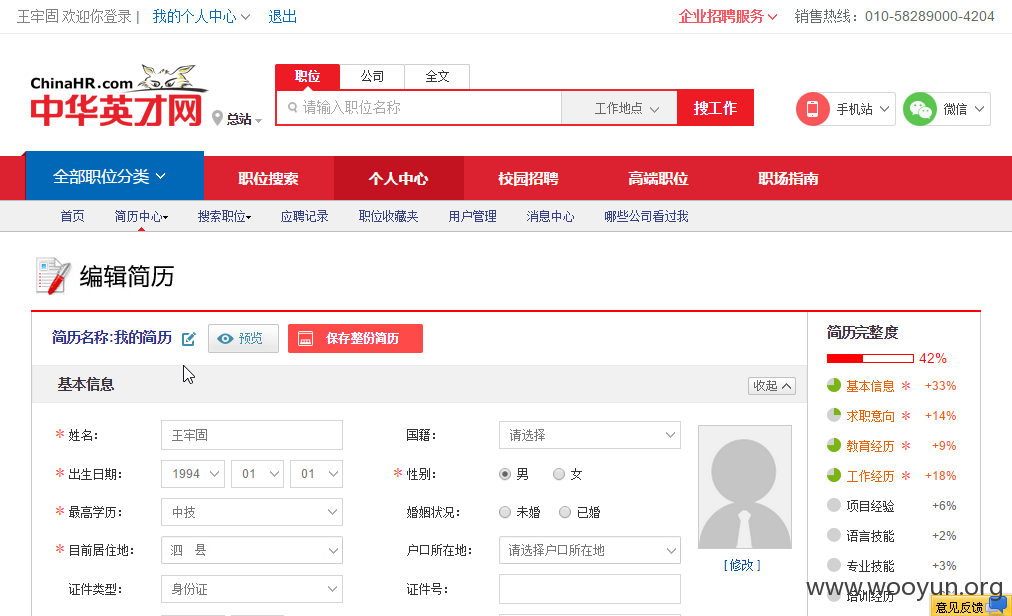 王牢固 欢迎你登录 | 我的个人中心 退出 企业招聘服务 销售热线：010-58289000-4204
职位 公司 全文
ChinaHR.com
中华英才网 总站
请输入职位名称 工作地点 搜工作
手机站 微信
全部职位分类 职位搜索 个人中心 校园招聘 高端职位 职场指南
首页 简历中心 搜索职位 应聘记录 职位收藏夹 用户管理 消息中心 哪些公司看过我
编辑简历
简历名称:我的简历 预览 保存整份简历
基本信息 收起
* 姓名： 王牢固 国籍： 请选择
* 出生日期： 1994 01 01 * 性别： 男 女
* 最高学历： 中技 婚姻状况： 未婚 已婚
* 目前居住地： 泗 县 户口所在地： 请选择户口所在地
证件类型： 身份证 证件号：
[修改]
简历完整度
42%
基本信息 * +33%
求职意向 * +14%
教育经历 * +9%
工作经历 * +18%
项目经验 +6%
语言技能 +2%
专业技能 +3%
培训经历
www.wooyun.org
意见反馈